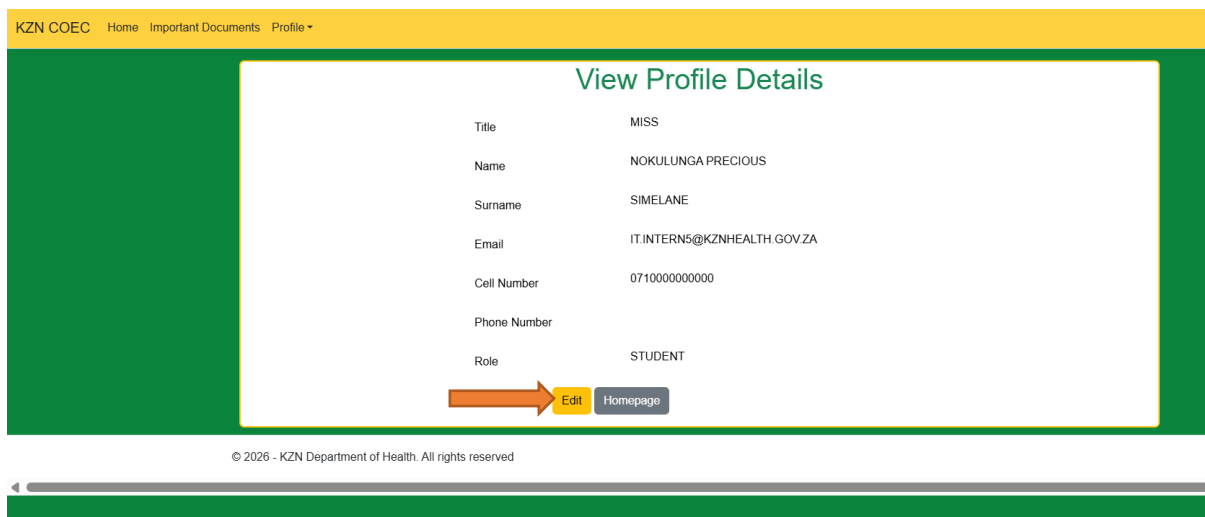 KZN COEC Home Important Documents Profile
View Profile Details
Title MISS
Name NOKULUNGA PRECIOUS
Surname SIMELANE
Email IT.INTERN5@KZNHEALTH.GOV.ZA
Cell Number 0710000000000
Phone Number
Role STUDENT
Edit Homepage
© 2026 - KZN Department of Health. All rights reserved